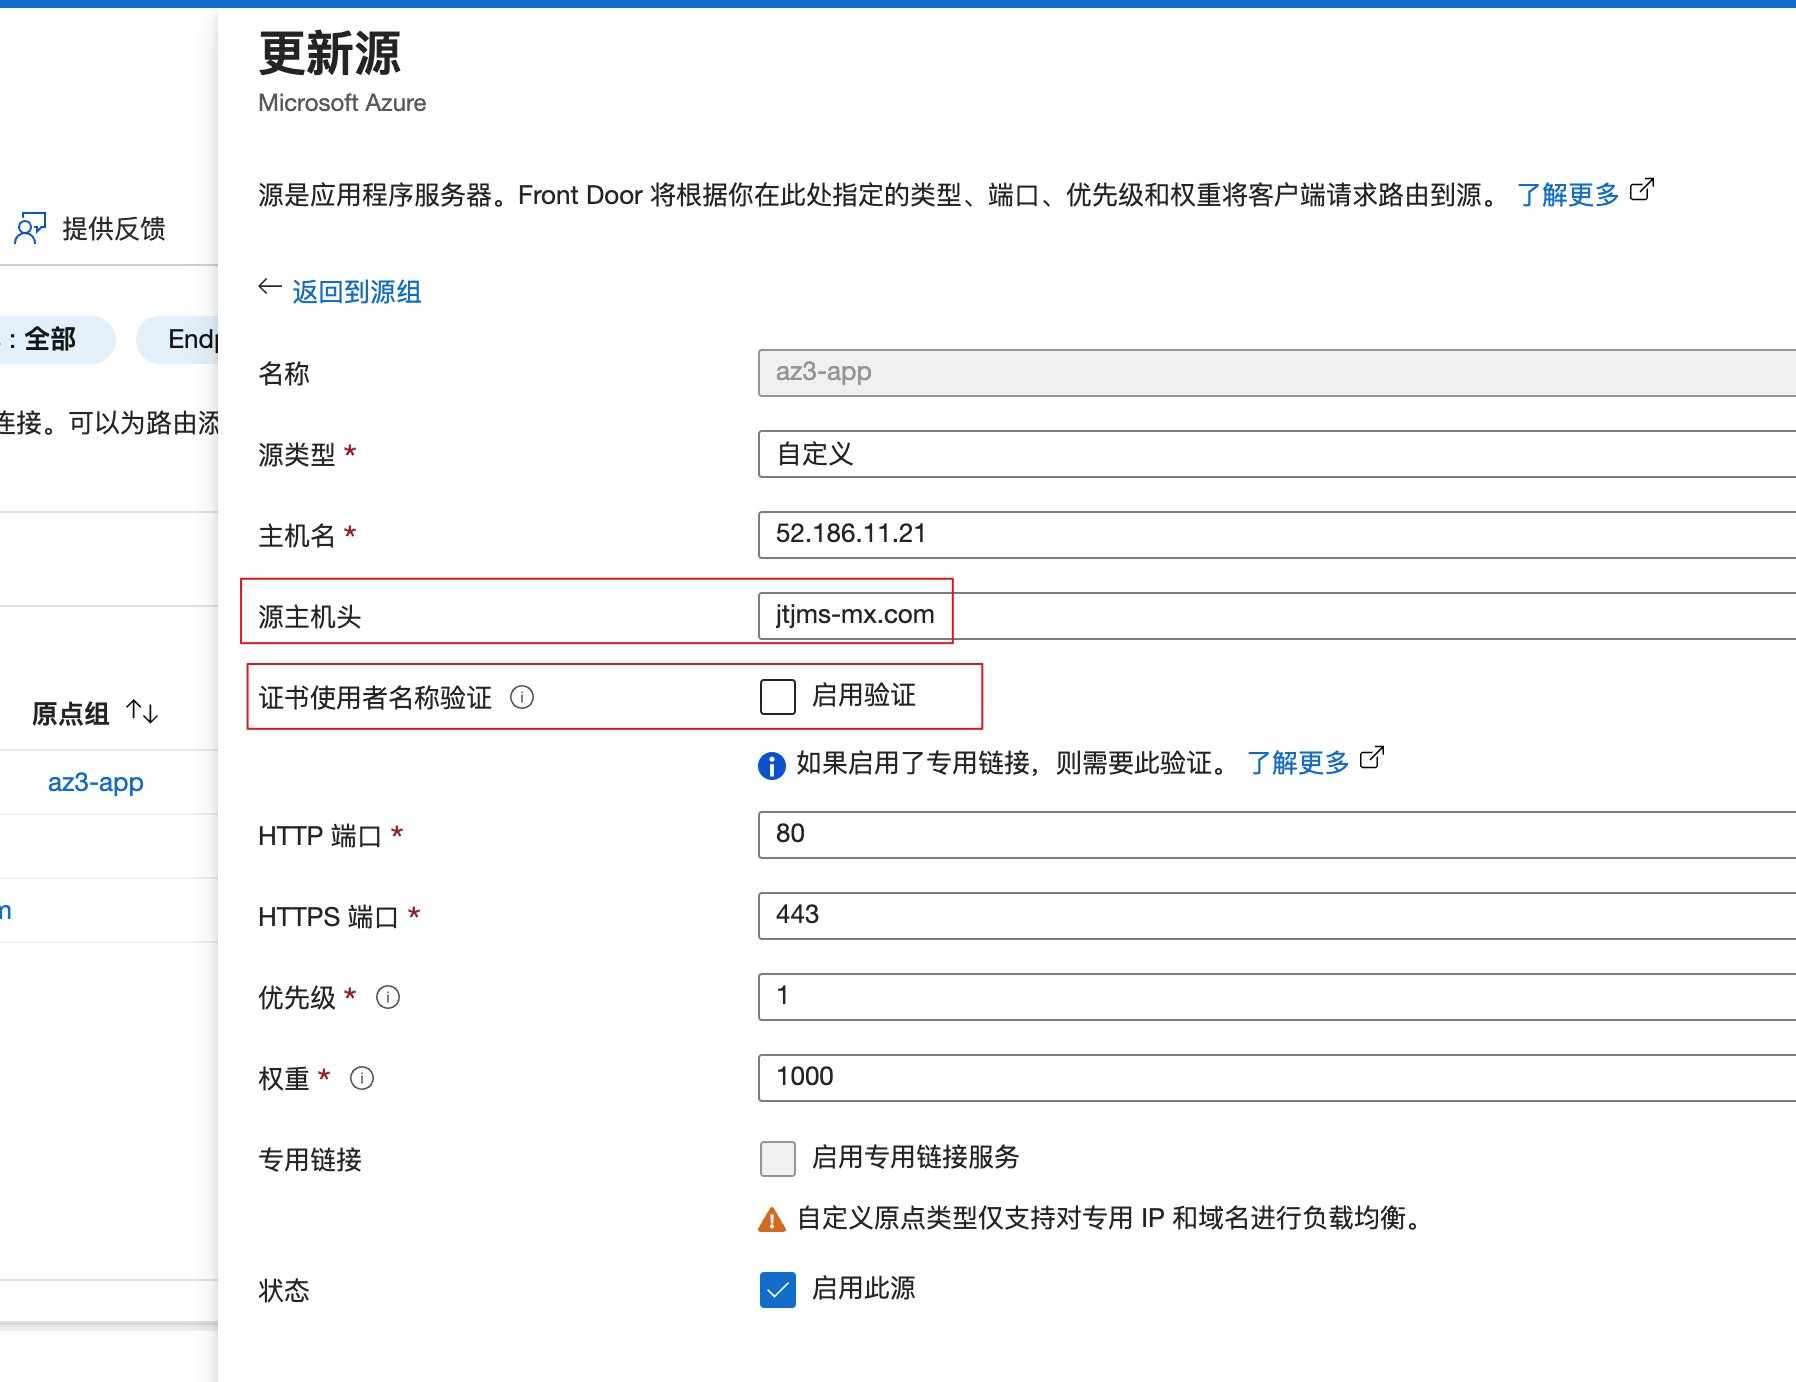 更新源
Microsoft Azure
源是应用程序服务器。Front Door 将根据你在此处指定的类型、端口、优先级和权重将客户端请求路由到源。 了解更多
提供反馈
返回到源组
: 全部
连接。可以为路由添
名称
az3-app
源类型 *
自定义
主机名 *
52.186.11.21
源主机头
jtjms-mx.com
证书使用者名称验证
启用验证
如果启用了专用链接，则需要此验证。 了解更多
原点组
az3-app
HTTP 端口 *
80
HTTPS 端口 *
443
优先级 *
1
权重 *
1000
专用链接
启用专用链接服务
自定义原点类型仅支持对专用 IP 和域名进行负载均衡。
状态
启用此源